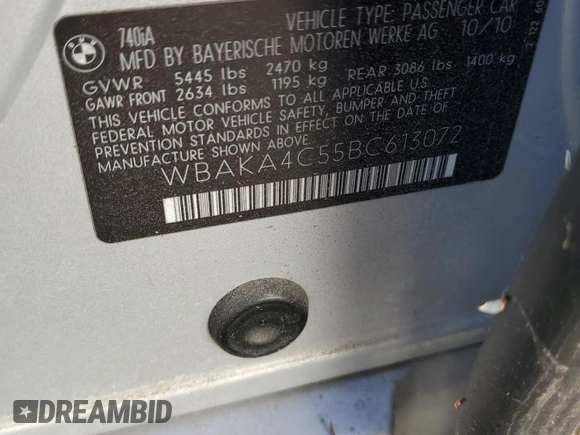 740iA
VEHICLE TYPE: PASSENGER CAR
MFD BY BAYERISCHE MOTOREN WERKE AG 10/10
GVWR 5445 lbs 2470 kg
GAWR FRONT 2634 lbs 1195 kg REAR 3086 lbs 1400 kg
THIS VEHICLE CONFORMS TO ALL APPLICABLE
FEDERAL MOTOR VEHICLE SAFETY, BUMPER AND THEFT
PREVENTION STANDARDS IN EFFECT ON THE DATE OF
MANUFACTURE SHOWN ABOVE
WBAKA4C55BC613072
DREAMBID